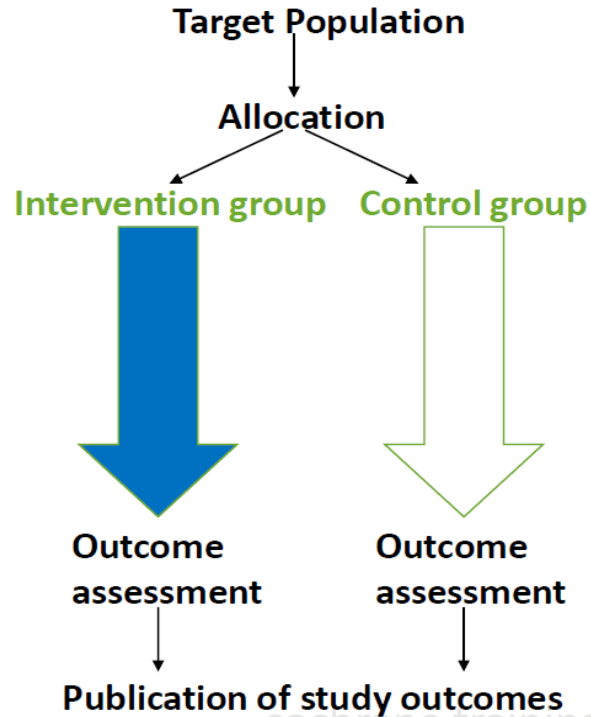 Target Population
Allocation
Intervention group
Control group
Outcome
assessment
Outcome
assessment
Publication of study outcomes